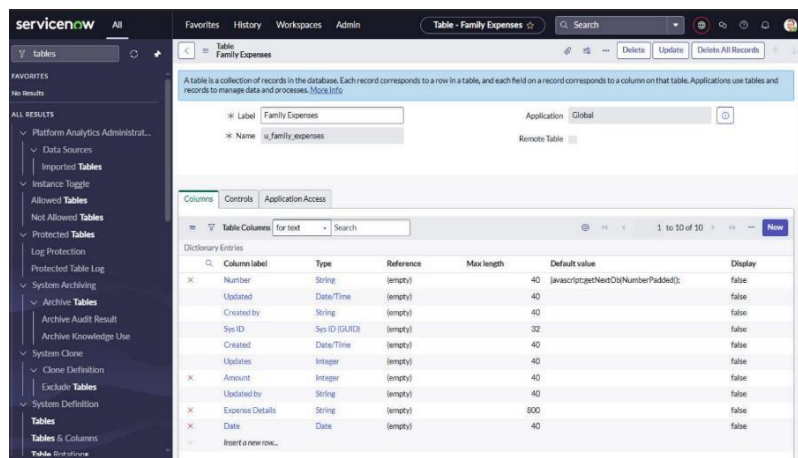 servicenow All Favorites History Workspaces Admin Table - Family Expenses ☆ Search
tables
Table
Family Expenses
Delete Update Delete All Records
FAVORITES
No Results
A table is a collection of records in the database. Each record corresponds to a row in a table, and each field on a record corresponds to a column on that table. Applications use tables and
records to manage data and processes. More Info
ALL RESULTS
Platform Analytics Administrat...
Data Sources
Imported Tables
Instance Toggle
Allowed Tables
Not Allowed Tables
Protected Tables
Log Protection
Protected Table Log
System Archiving
Archive Tables
Archive Audit Result
Archive Knowledge Use
System Clone
Clone Definition
Exclude Tables
System Definition
Tables
Tables & Columns
Table Rotations
* Label Family Expenses
Application Global
* Name u_family_expenses
Remote Table
Columns Controls Application Access
Table Columns for text Search 1 to 10 of 10 New
Dictionary Entries
Column label Type Reference Max length Default value Display
Number String (empty) 40 javascript:getNextObjNumberPadded(); false
Updated Date/Time (empty) 40 false
Created by String (empty) 40 false
Sys ID Sys ID (GUID) (empty) 32 false
Created Date/Time (empty) 40 false
Updates Integer (empty) 40 false
Amount Integer (empty) 40 false
Updated by String (empty) 40 false
Expense Details String (empty) 800 false
Date Date (empty) 40 false
Insert a new row...